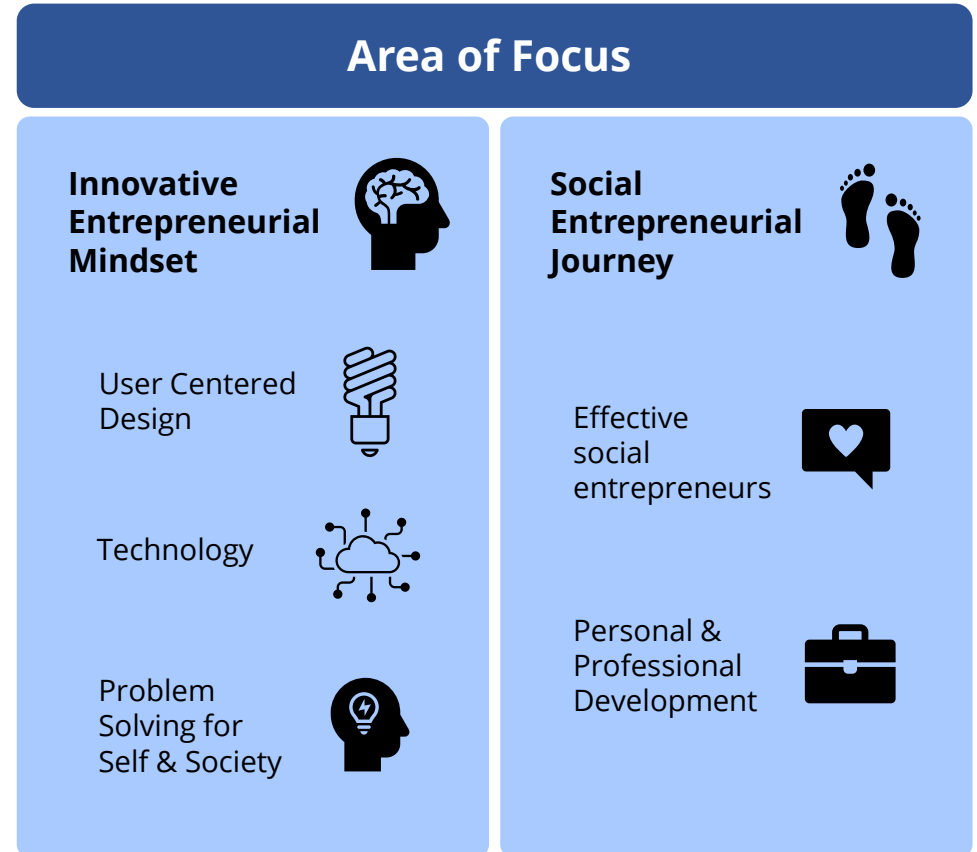 Area of Focus
Innovative
Entrepreneurial
Mindset
User Centered
Design
Technology
Problem
Solving for
Self & Society
Social
Entrepreneurial
Journey
Effective
social
entrepreneurs
Personal &
Professional
Development